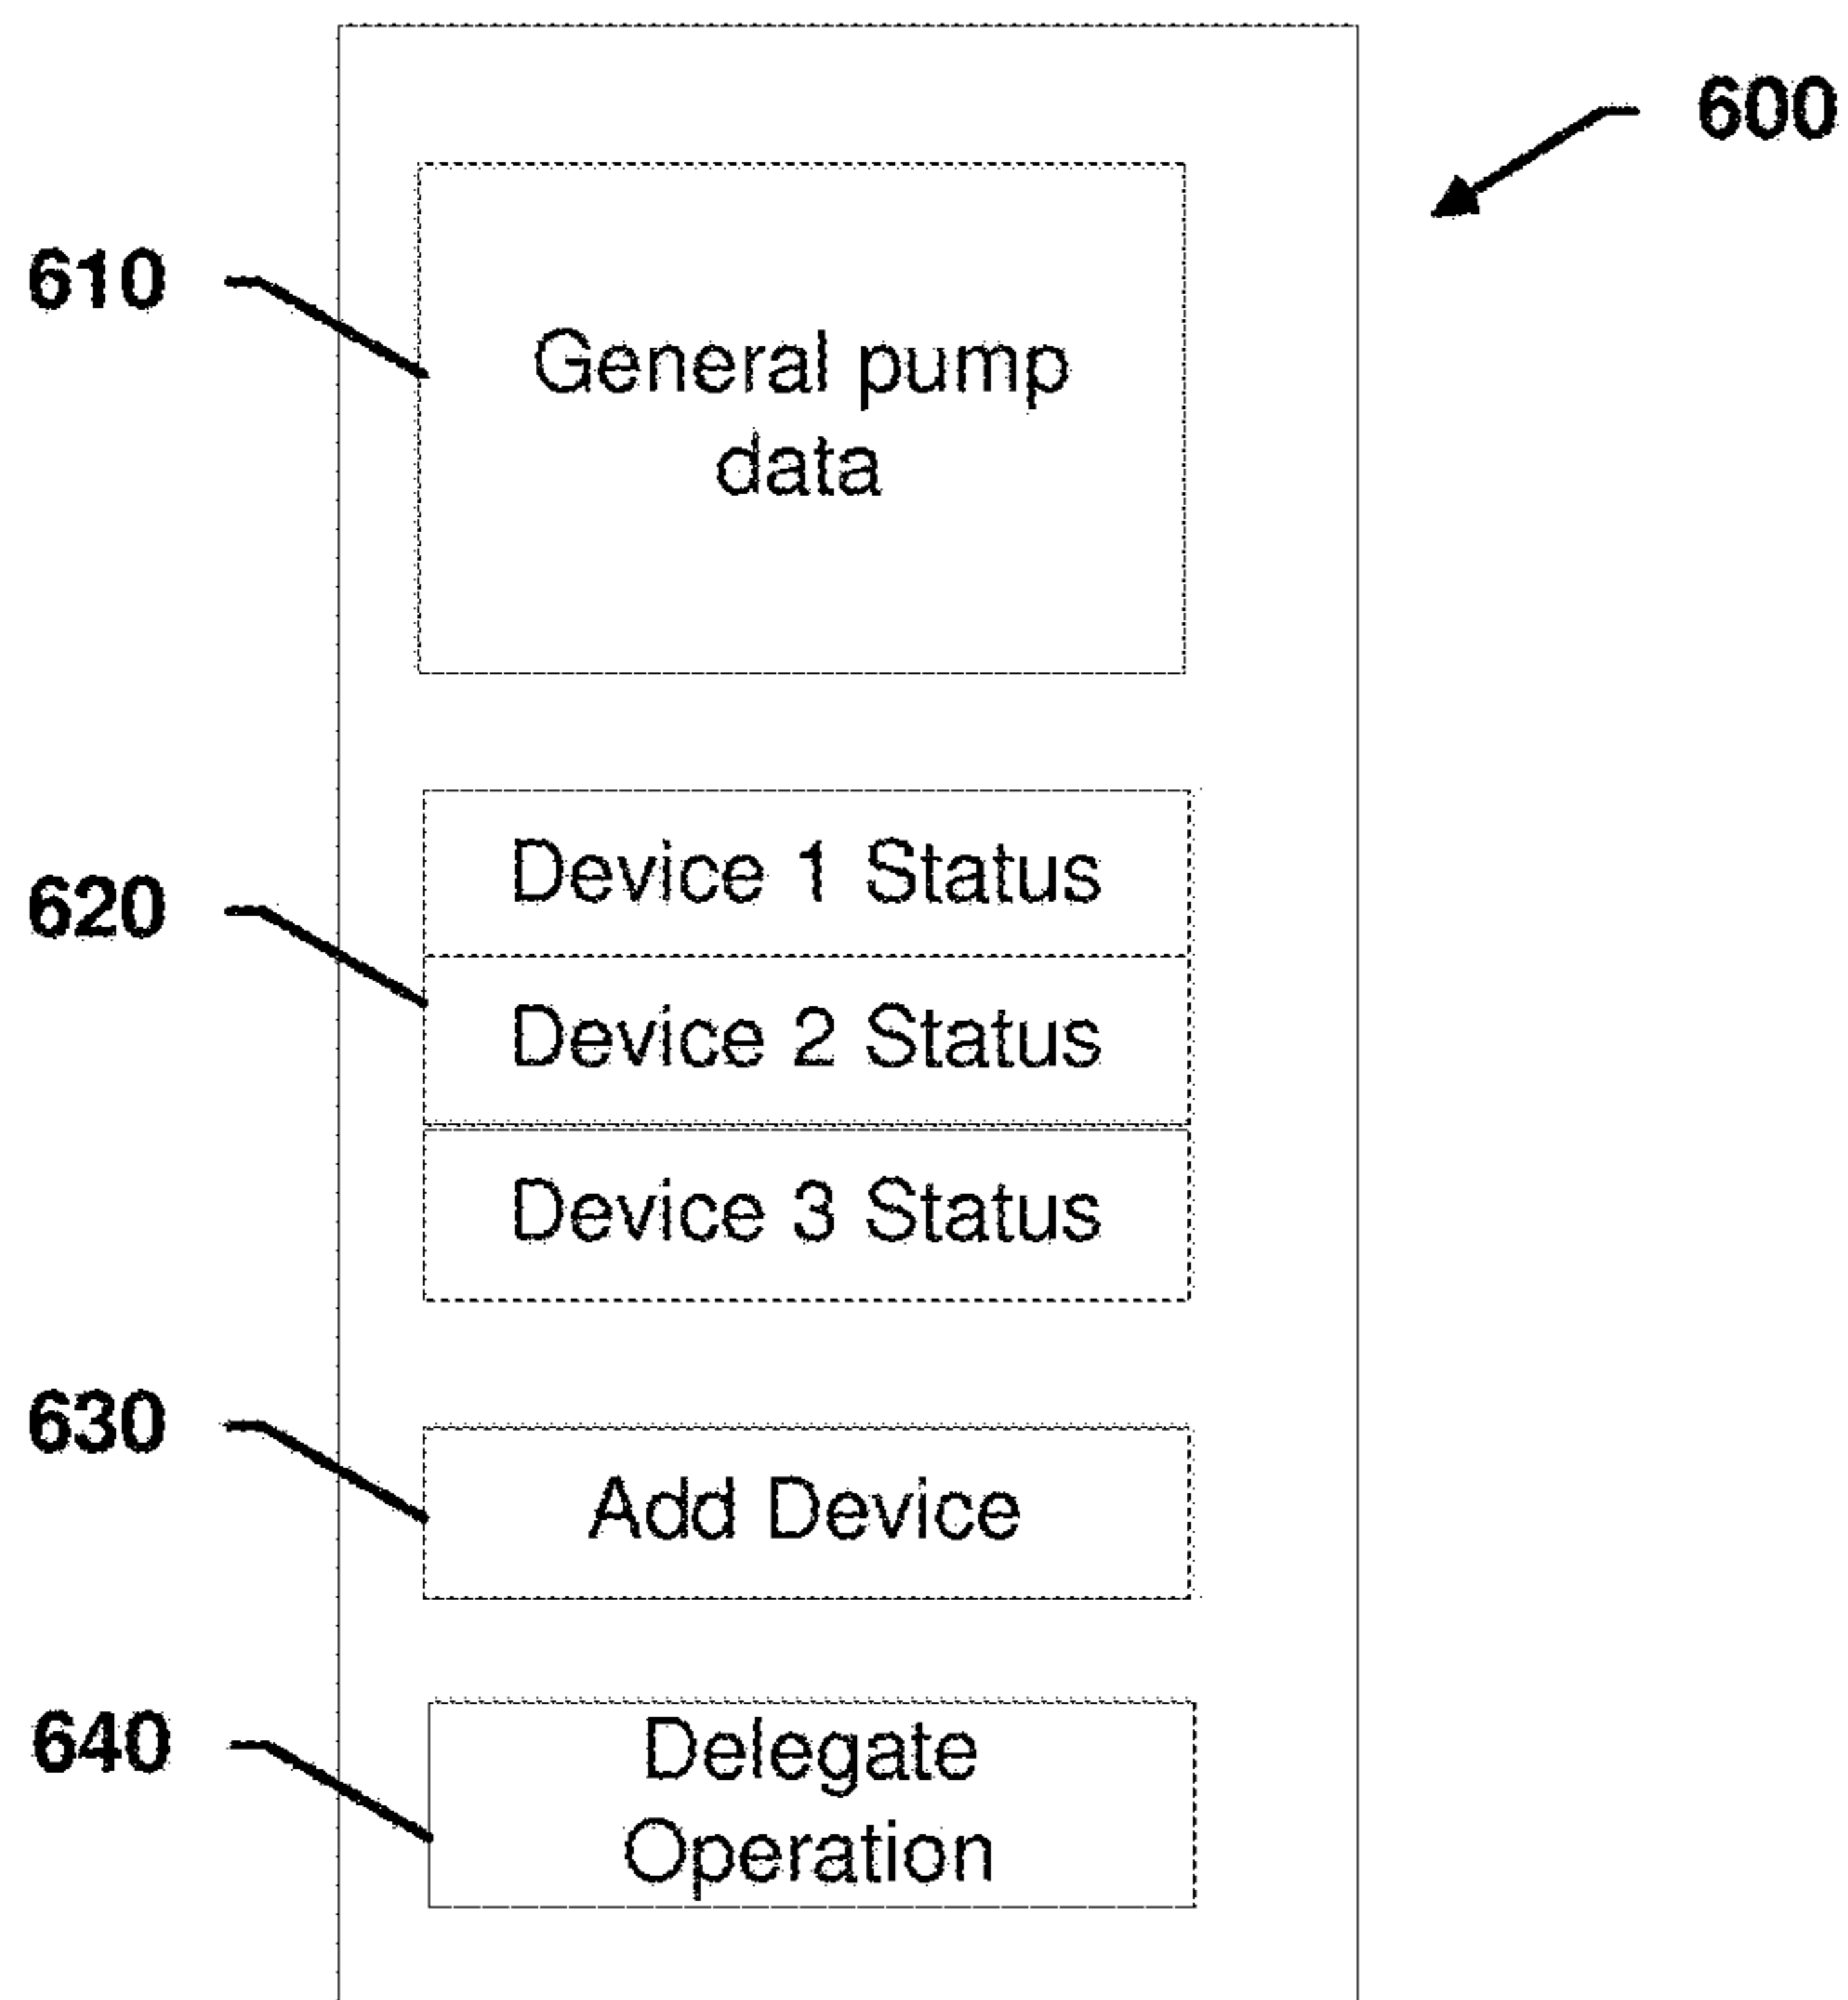 600
610
General pump
data
620
Device 1 Status
Device 2 Status
Device 3 Status
630
Add Device
640
Delegate
Operation